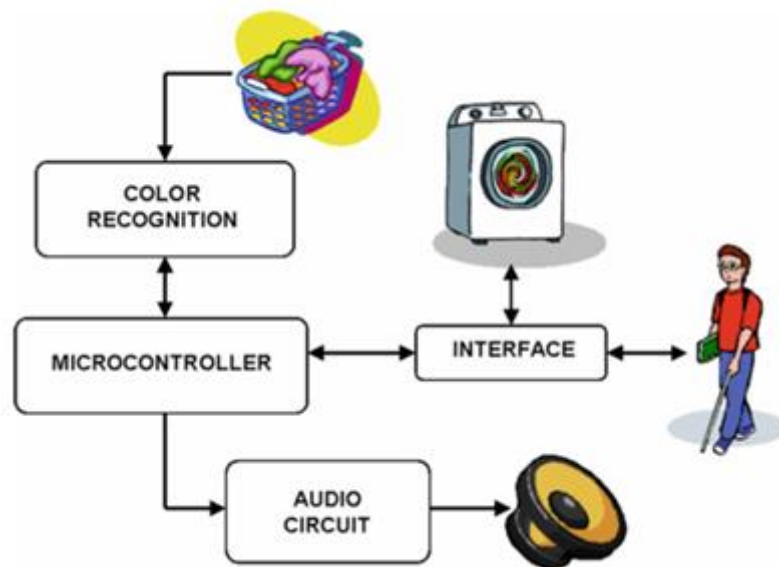 COLOR
RECOGNITION
MICROCONTROLLER
INTERFACE
AUDIO
CIRCUIT